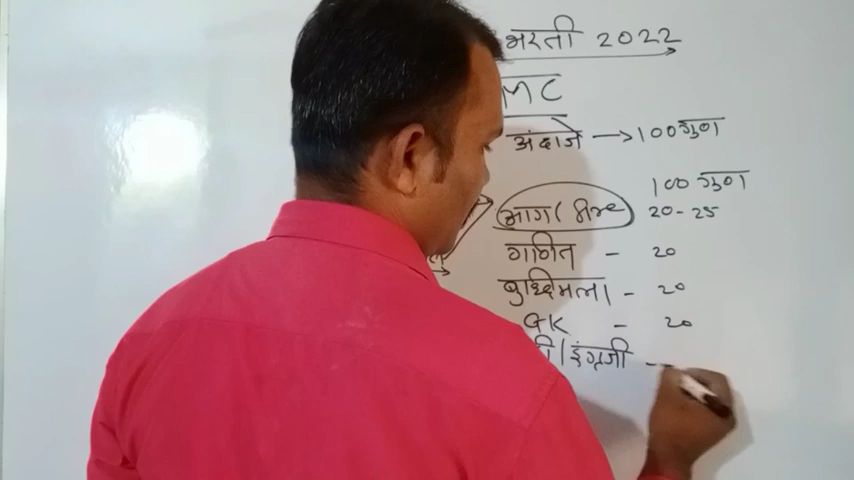 भरती 2022
MC
अंदाजे → 100 गुण
100 गुण
20-25
गणित - 20
बुध्दिमत्ता - 20
GK - 20
ी/इंग्रजी -